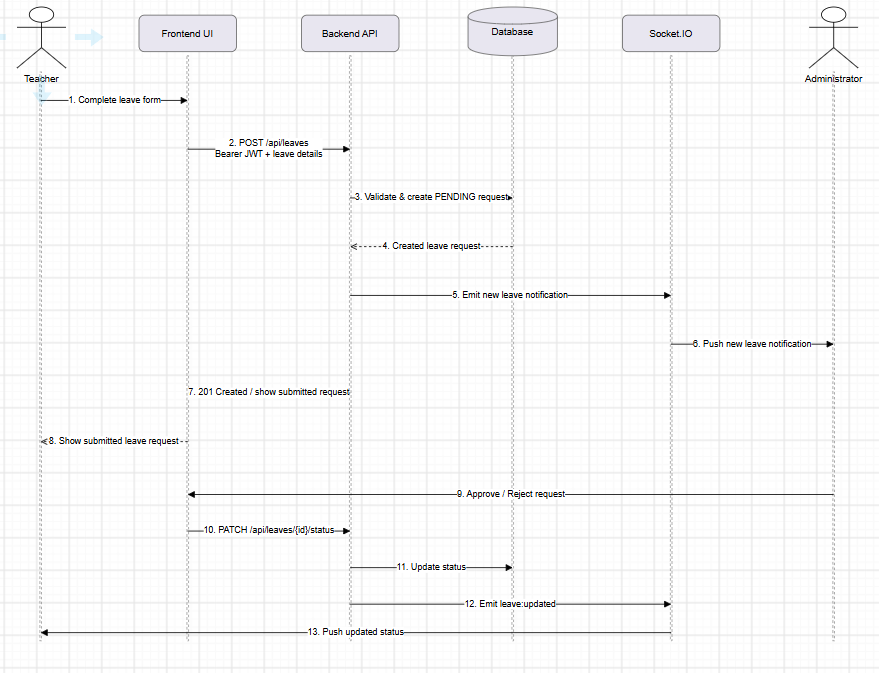 Frontend UI
Backend API
Database
Socket.IO
Teacher
Administrator
1. Complete leave form
2. POST /api/leaves
Bearer JWT + leave details
3. Validate & create PENDING request
4. Created leave request
5. Emit new leave notification
6. Push new leave notification
7. 201 Created / show submitted request
8. Show submitted leave request
9. Approve / Reject request
10. PATCH /api/leaves/{id}/status
11. Update status
12. Emit leave:updated
13. Push updated status